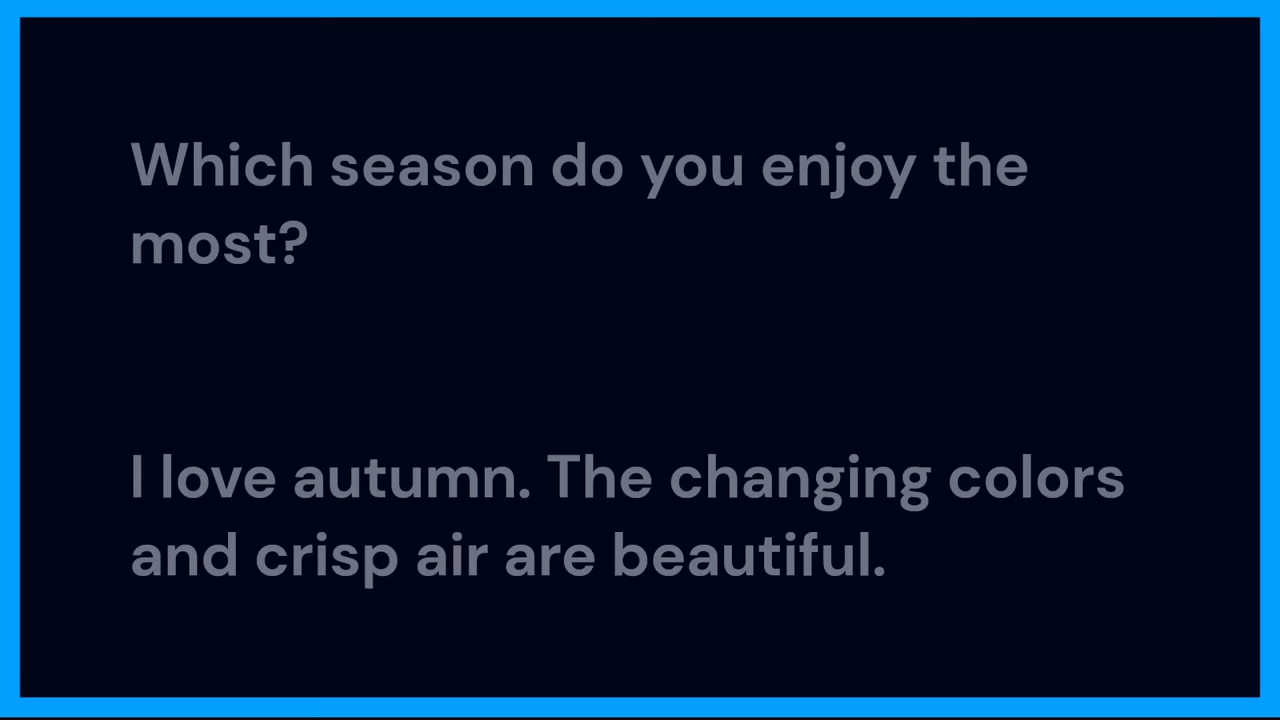 Which season do you enjoy the
most?
I love autumn. The changing colors
and crisp air are beautiful.